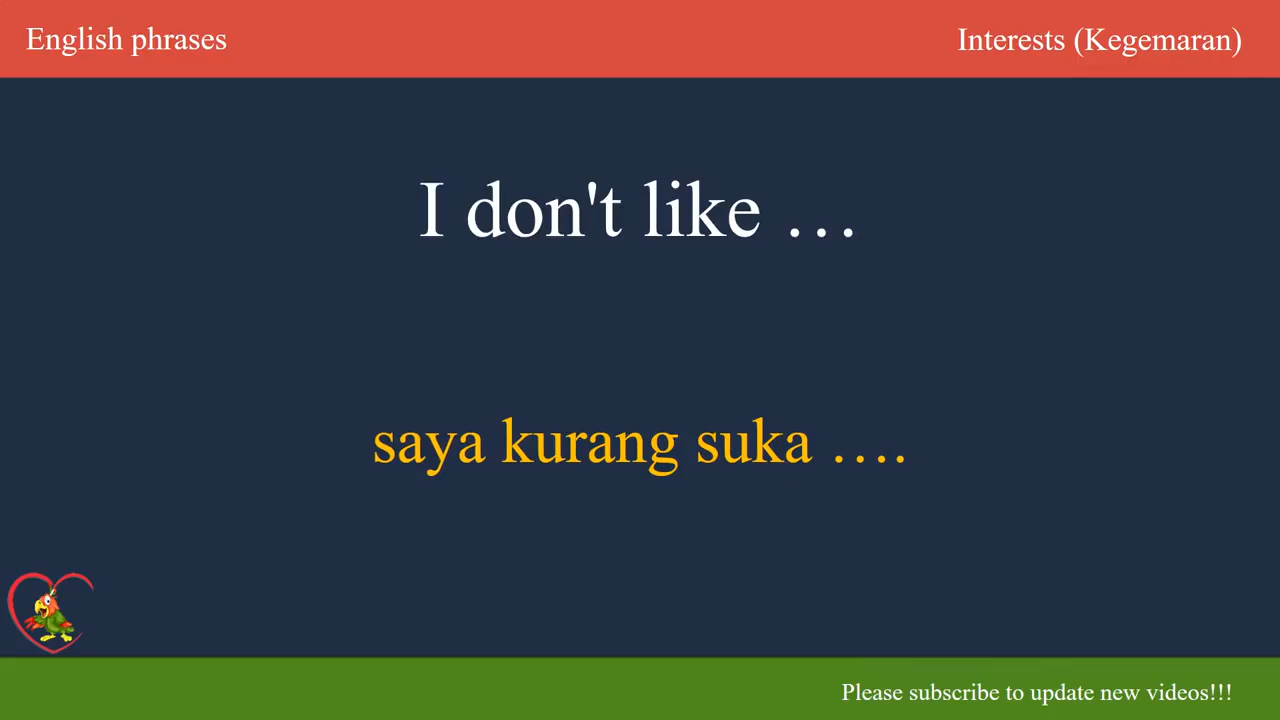 English phrases
Interests (Kegemaran)
I don't like …
saya kurang suka ….
Please subscribe to update new videos!!!